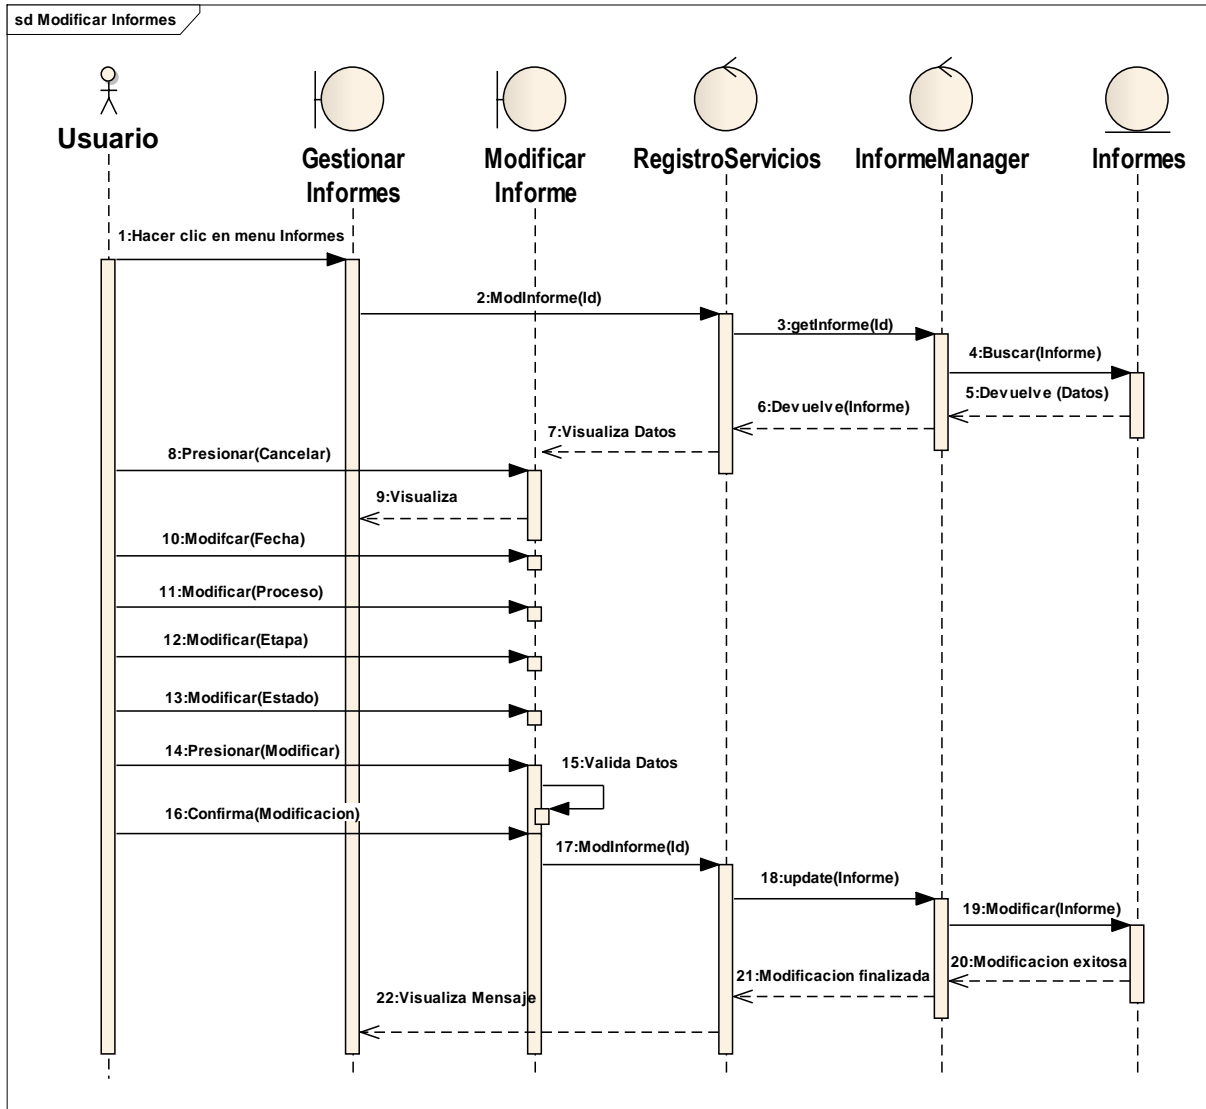 sd Modificar Informes
Usuario
Gestionar
Informes
Modificar
Informe
RegistroServicios
InformeManager
Informes
1:Hacer clic en menu Informes
2:ModInforme(Id)
3:getInforme(Id)
4:Buscar(Informe)
5:Devuelve (Datos)
6:Devuelve(Informe)
7:Visualiza Datos
8:Presionar(Cancelar)
9:Visualiza
10:Modifcar(Fecha)
11:Modificar(Proceso)
12:Modificar(Etapa)
13:Modificar(Estado)
14:Presionar(Modificar)
15:Valida Datos
16:Confirma(Modificacion)
17:ModInforme(Id)
18:update(Informe)
19:Modificar(Informe)
20:Modificacion exitosa
21:Modificacion finalizada
22:Visualiza Mensaje